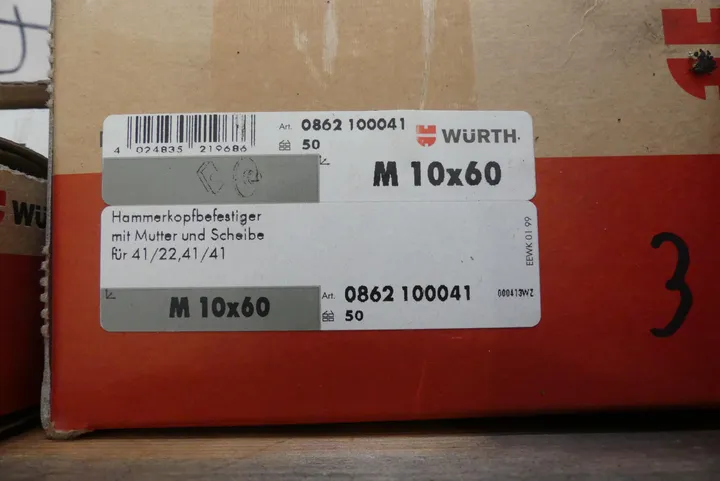 Art. 0862 100041
WÜRTH
4 024835 219686
50
M 10x60
Hammerkopfbefestiger
mit Mutter und Scheibe
für 41/22,41/41
EEWK 01 99
M 10x60
Art. 0862 100041
000413WZ
50
3
WÜ